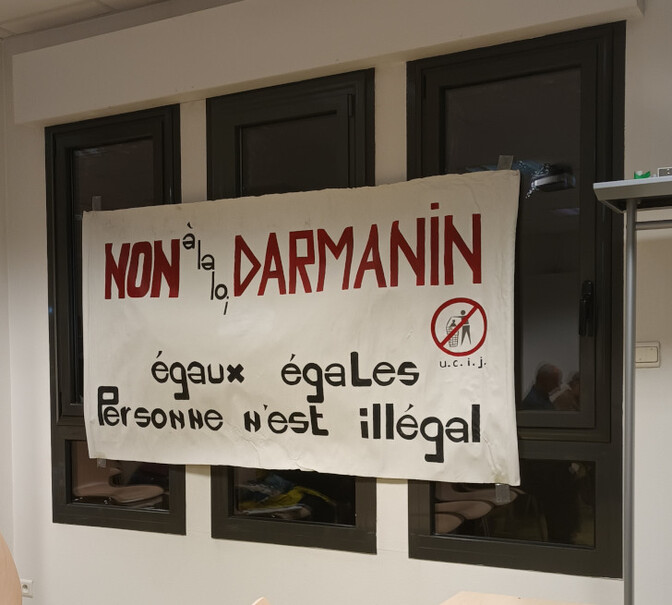 NON à la loi DARMANIN
u.c.i.j.
égaux égales
Personne n'est illégal